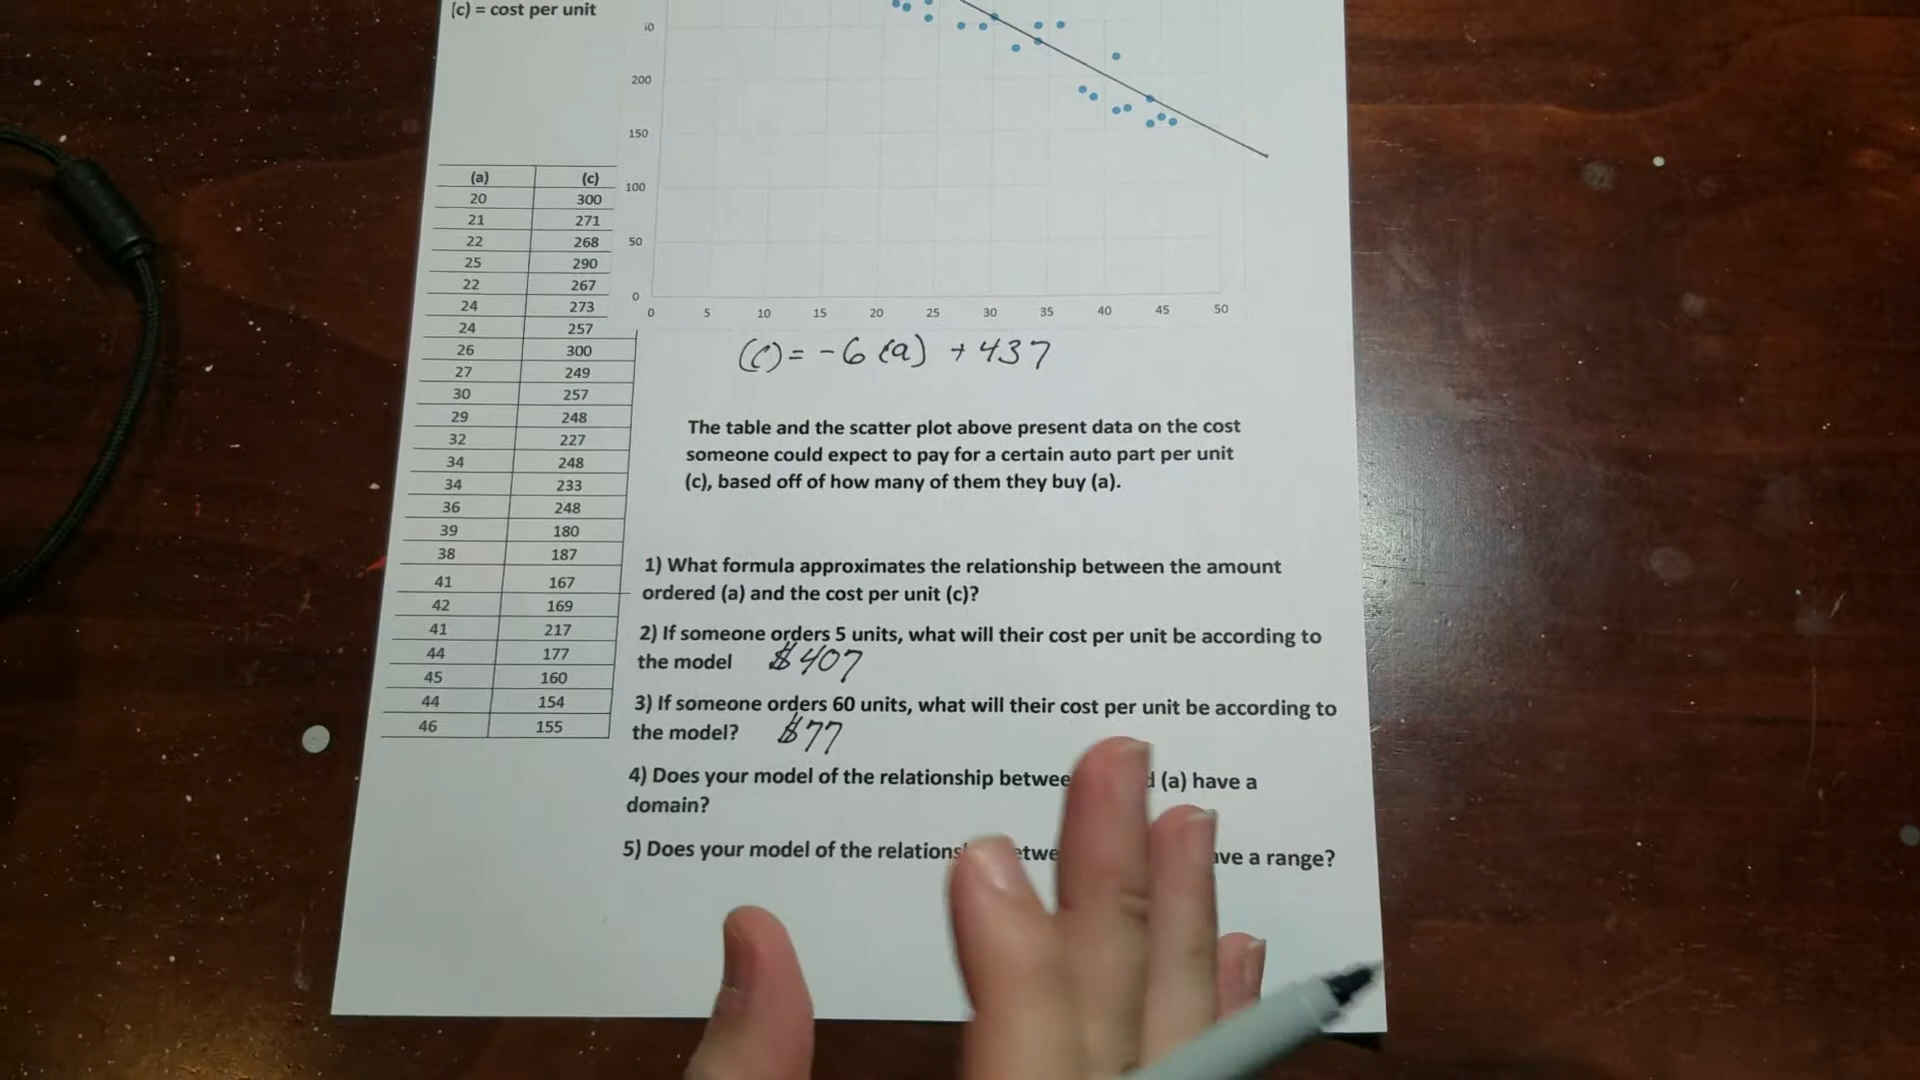 (c) = cost per unit
200
150
100
50
0
0 5 10 15 20 25 30 35 40 45 50
(a) (c)
20 300
21 271
22 268
25 290
22 267
24 273
24 257
26 300
27 249
30 257
29 248
32 227
34 248
34 233
36 248
39 180
38 187
41 167
42 169
41 217
44 177
45 160
44 154
46 155
(c) = -6 (a) + 437
The table and the scatter plot above present data on the cost
someone could expect to pay for a certain auto part per unit
(c), based off of how many of them they buy (a).
1) What formula approximates the relationship between the amount
ordered (a) and the cost per unit (c)?
2) If someone orders 5 units, what will their cost per unit be according to
the model $407
3) If someone orders 60 units, what will their cost per unit be according to
the model? $77
4) Does your model of the relationship (a) have a
domain?
5) Does your model of the a range?